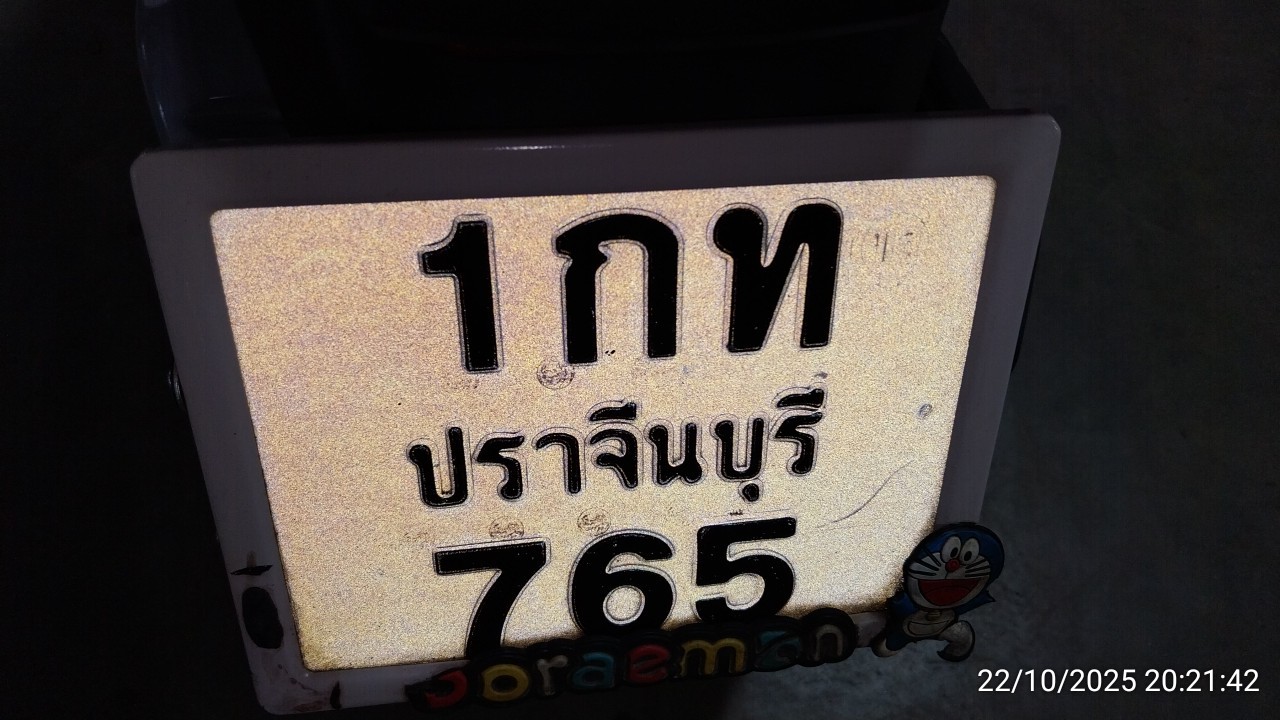 1 กท
ปราจีนบุรี
765
Doraemon
22/10/2025 20:21:42